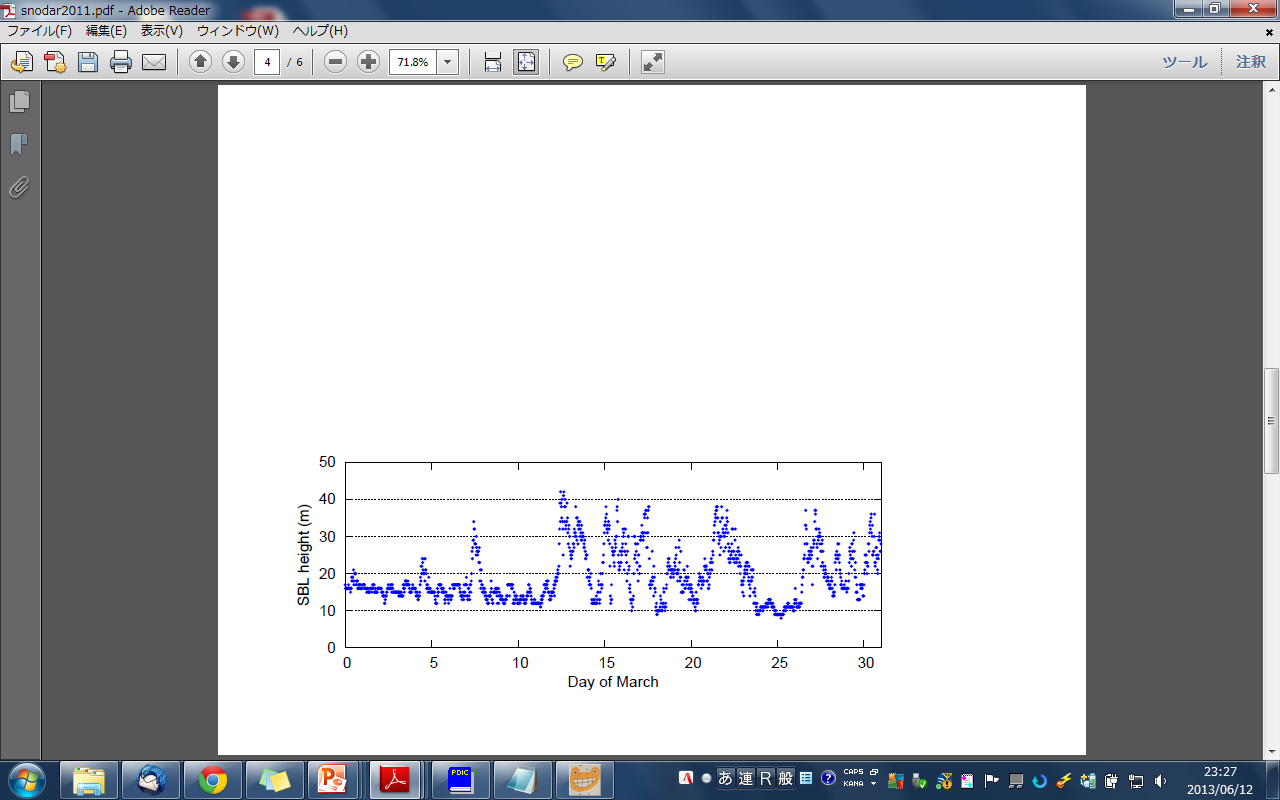 snodar2011.pdf - Adobe Reader
ファイル(F) 編集(E) 表示(V) ウィンドウ(W) ヘルプ(H)
4 / 6 71.8% ツール 注釈
50
40
30
20
10
0
SBL height (m)
0 5 10 15 20 25 30
Day of March
PDIC
あ 連 R 般 CAPS
KANA
23:27
2013/06/12